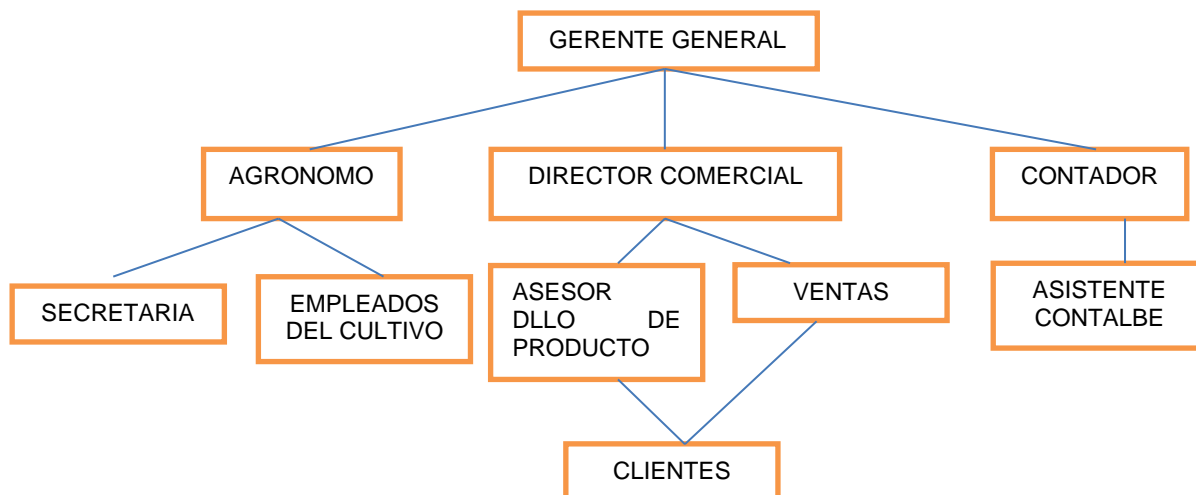 GERENTE GENERAL
AGRONOMO
DIRECTOR COMERCIAL
CONTADOR
SECRETARIA
EMPLEADOS
DEL CULTIVO
ASESOR
DLLO DE
PRODUCTO
VENTAS
ASISTENTE
CONTALBE
CLIENTES